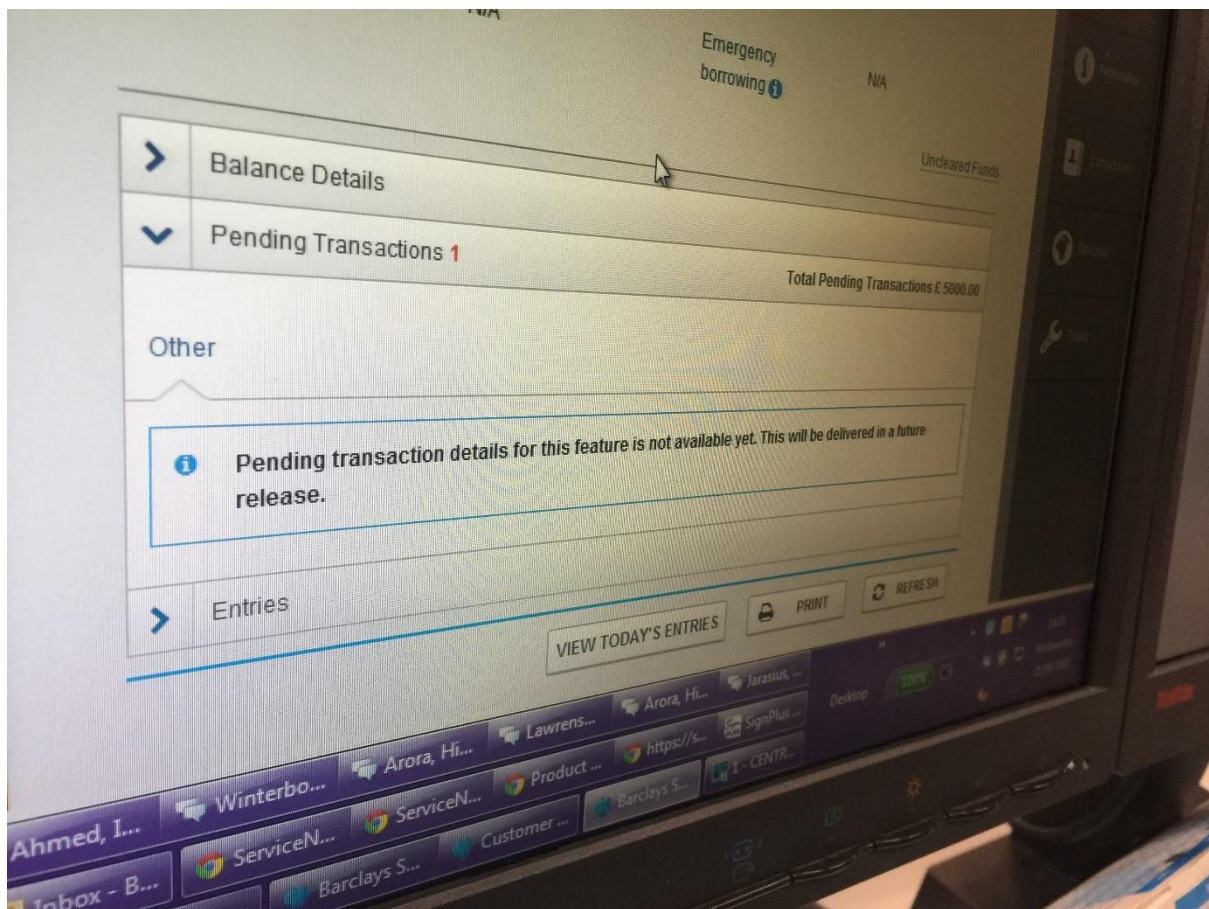 N/A
Emergency
borrowing
N/A
Uncleared Funds
Balance Details
Pending Transactions 1
Total Pending Transactions £ 5000.00
Other
Pending transaction details for this feature is not available yet. This will be delivered in a future
release.
Entries
VIEW TODAY'S ENTRIES
PRINT
REFRESH
Ahmed, I...
Winterbo...
Arora, Hi...
Lawrens...
Arora, Hi...
Jarasius, ...
»
Desktop
100%
Inbox - B...
ServiceN...
ServiceN...
Product ...
https://s...
SignPlus ...
Barclays S...
Customer ...
Barclays S...
1 - CENTR...